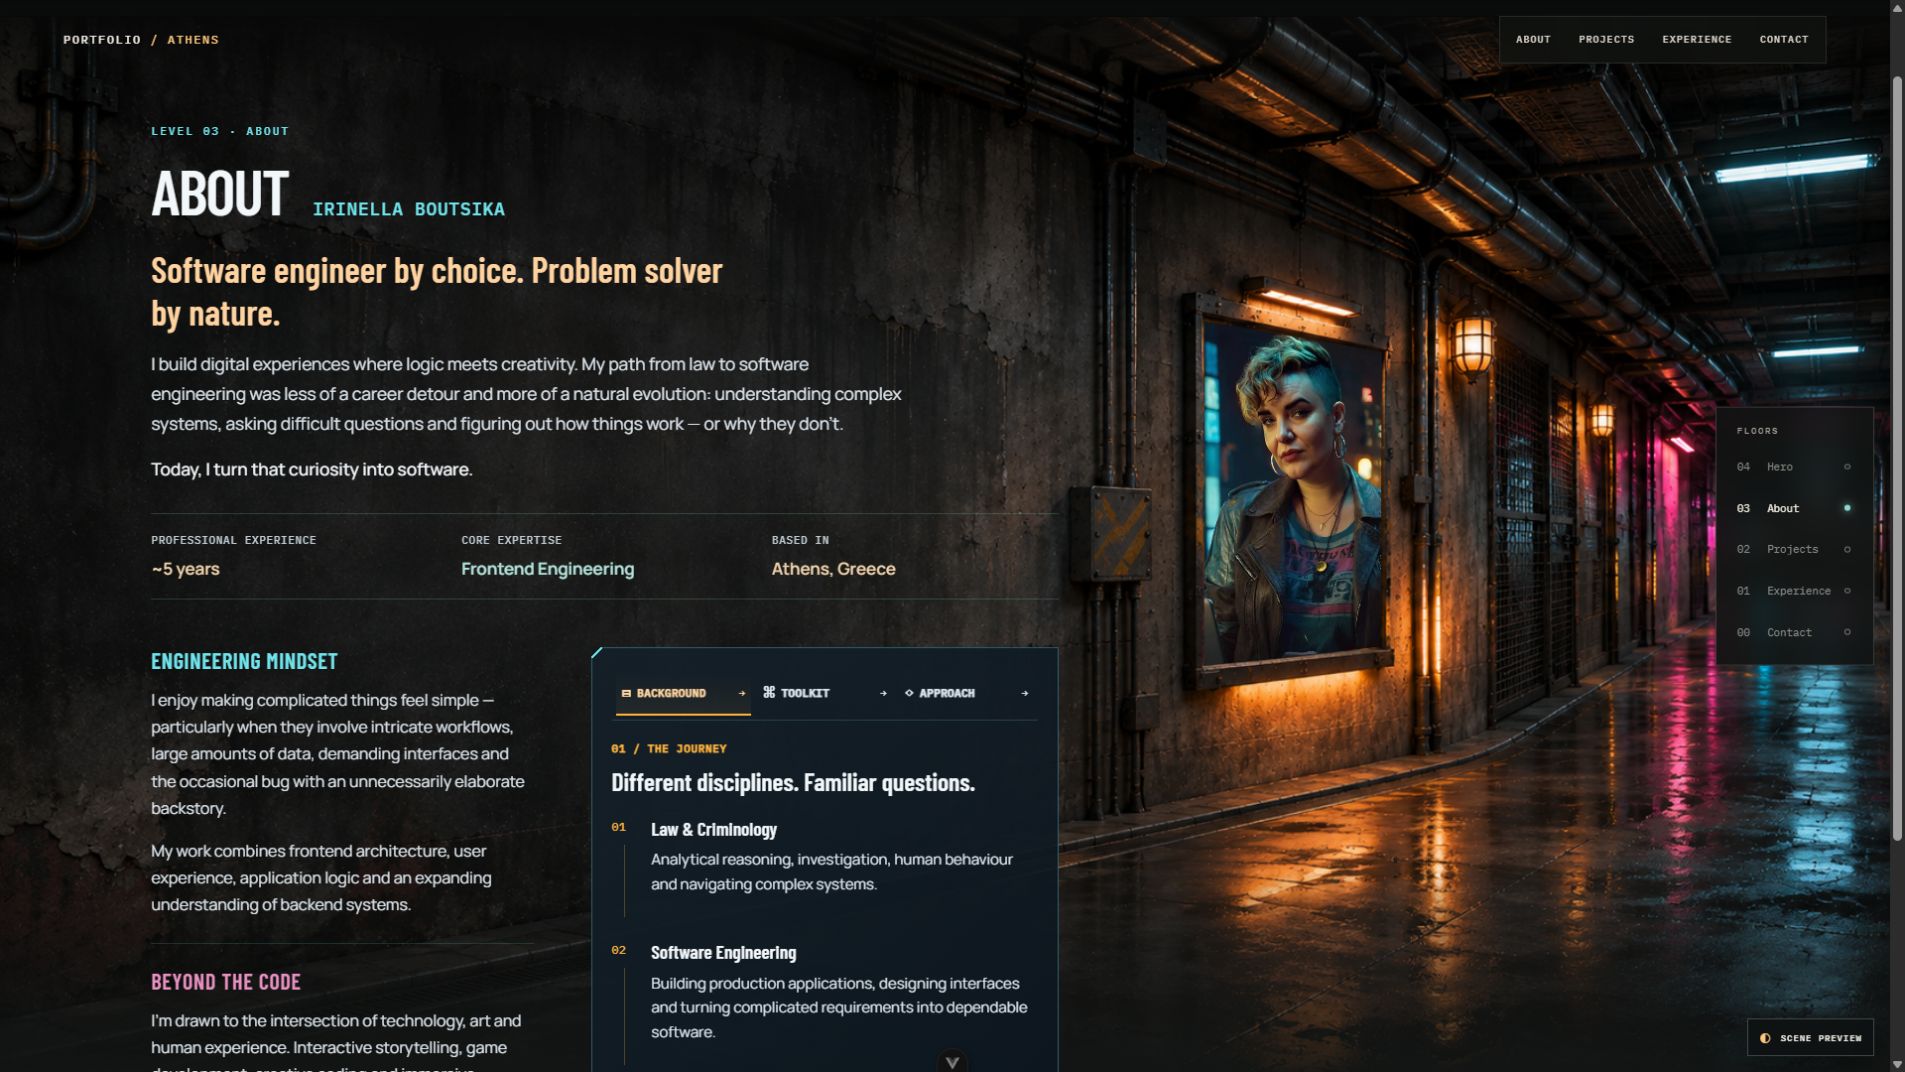 PORTFOLIO / ATHENS
ABOUT PROJECTS EXPERIENCE CONTACT
LEVEL 03 · ABOUT
ABOUT IRINELLA BOUTSIKA
Software engineer by choice. Problem solver
by nature.
I build digital experiences where logic meets creativity. My path from law to software
engineering was less of a career detour and more of a natural evolution: understanding complex
systems, asking difficult questions and figuring out how things work — or why they don't.
Today, I turn that curiosity into software.
PROFESSIONAL EXPERIENCE
~5 years
CORE EXPERTISE
Frontend Engineering
BASED IN
Athens, Greece
ENGINEERING MINDSET
I enjoy making complicated things feel simple —
particularly when they involve intricate workflows,
large amounts of data, demanding interfaces and
the occasional bug with an unnecessarily elaborate
backstory.
My work combines frontend architecture, user
experience, application logic and an expanding
understanding of backend systems.
BEYOND THE CODE
I'm drawn to the intersection of technology, art and
human experience. Interactive storytelling, game
BACKGROUND → ⌘ TOOLKIT → ◇ APPROACH →
01 / THE JOURNEY
Different disciplines. Familiar questions.
01 Law & Criminology
Analytical reasoning, investigation, human behaviour
and navigating complex systems.
02 Software Engineering
Building production applications, designing interfaces
and turning complicated requirements into dependable
software.
FLOORS
04 Hero
03 About
02 Projects
01 Experience
00 Contact
SCENE PREVIEW